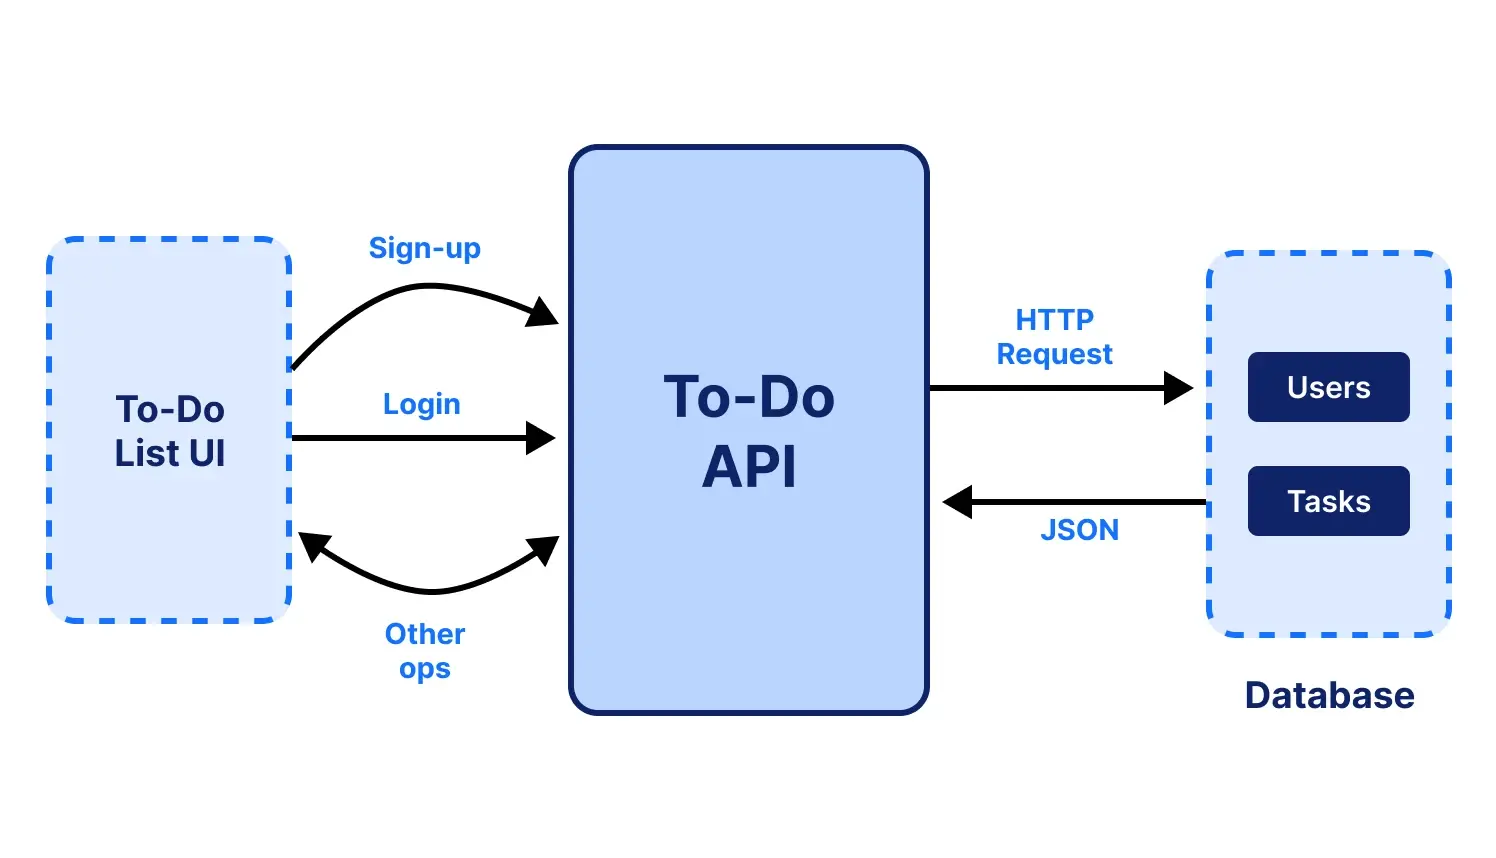 To-Do
List UI
Sign-up
Login
Other
ops
To-Do
API
HTTP
Request
JSON
Users
Tasks
Database